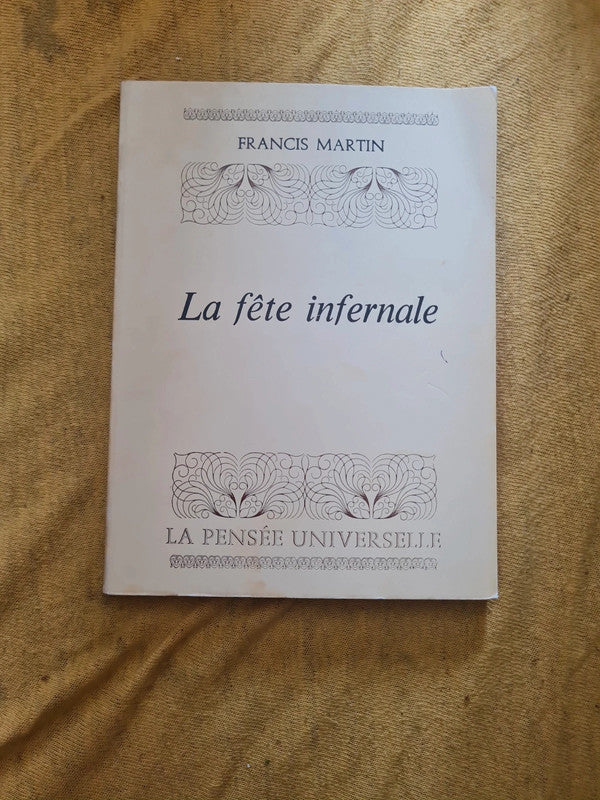 FRANCIS MARTIN
La fête infernale
LA PENSÉE UNIVERSELLE